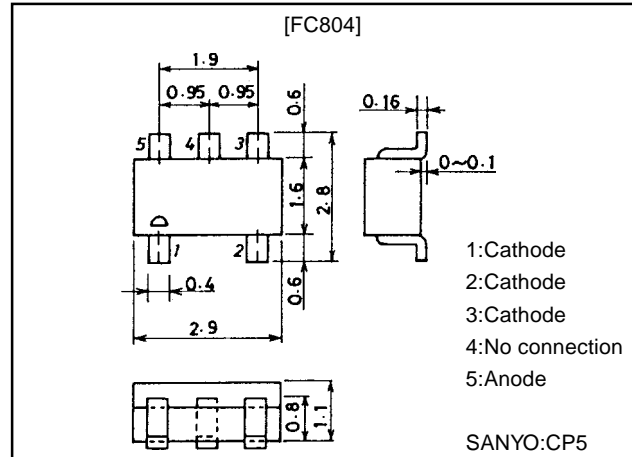 [FC804]
1.9
0.95 0.95
0.6
0.16
5 4 3
0~0.1
1.6
2.8
1 2
0.4
0.6
2.9
1:Cathode
2:Cathode
3:Cathode
4:No connection
5:Anode
0.8
1.1
SANYO:CP5